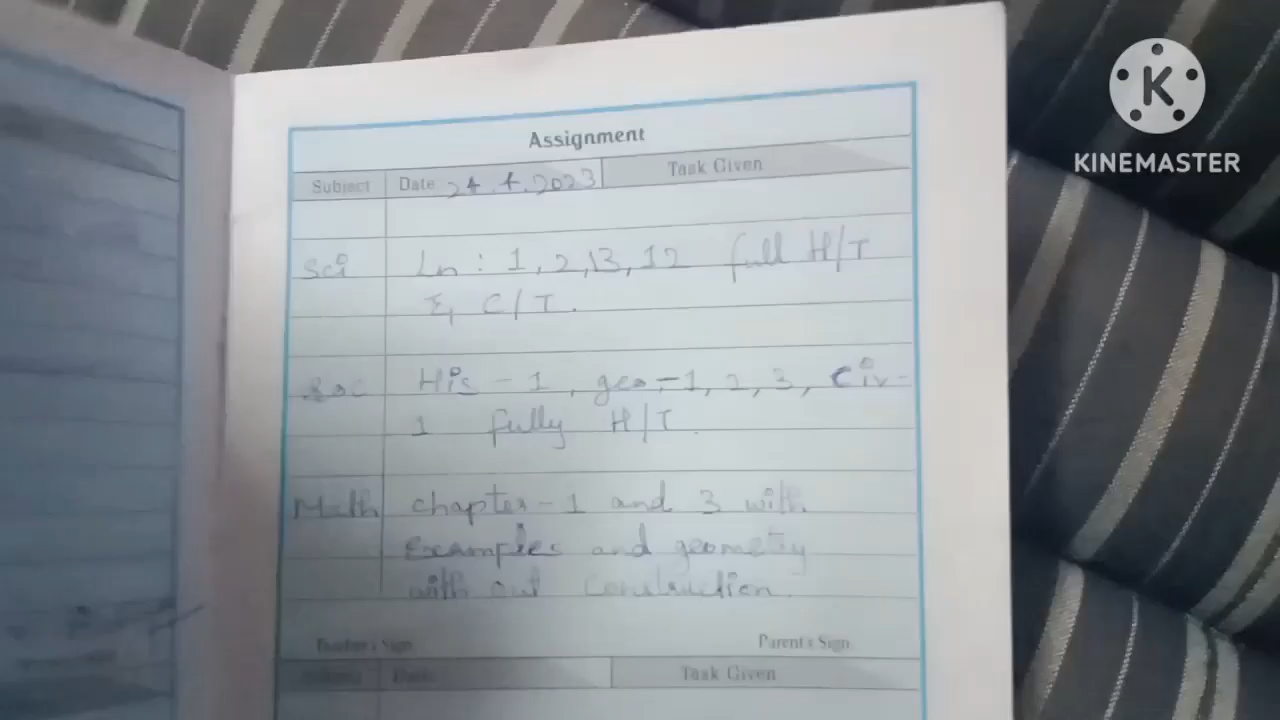 Assignment
Subject Date 24.4.2023 Task Given
Sci Ln : 1, 2, 13, 12 full H/T
& C/T.
Soc His - 1, geo - 1, 2, 3, Civ-
1 fully H/T.
Math chapter - 1 and 3 with
examples and geometry
with out construction.
Teacher's Sign Parent's Sign
Subject Date Task Given
K
KINEMASTER